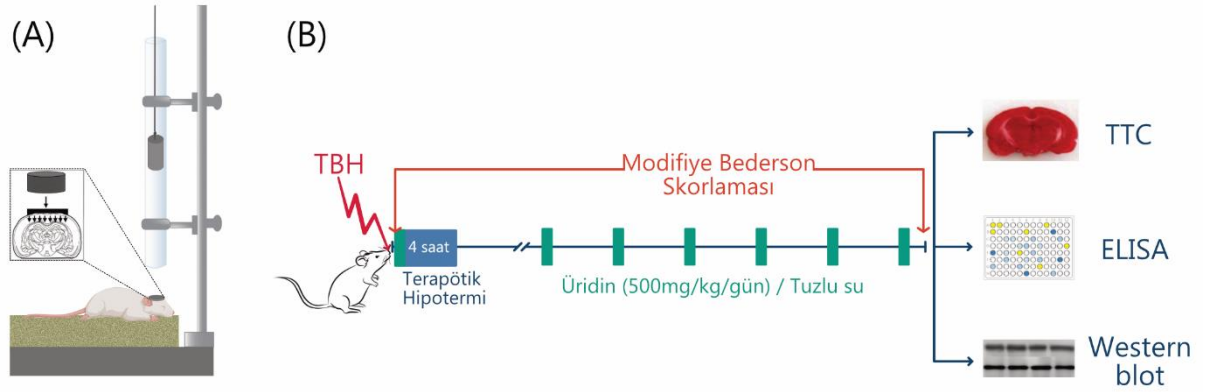 (A)
(B)
TBH
Modifiye Bederson
Skorlaması
4 saat
Terapötik
Hipotermi
Üridin (500mg/kg/gün) / Tuzlu su
TTC
ELISA
Western
blot